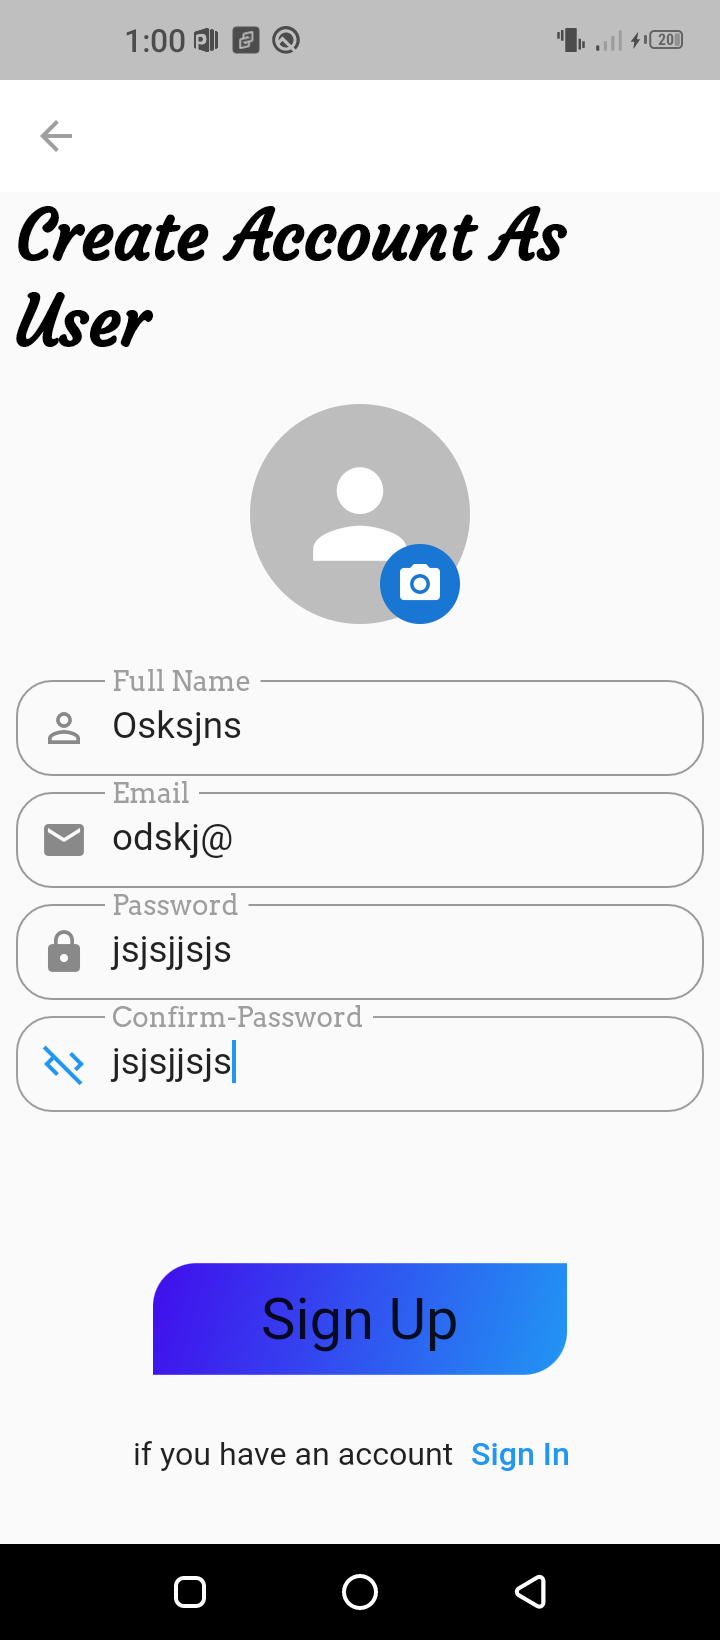 1:00
20
Create Account As
User
Full Name
Osksjns
Email
odskj@
Password
jsjsjjsjs
Confirm-Password
jsjsjjsjs
Sign Up
if you have an account Sign In